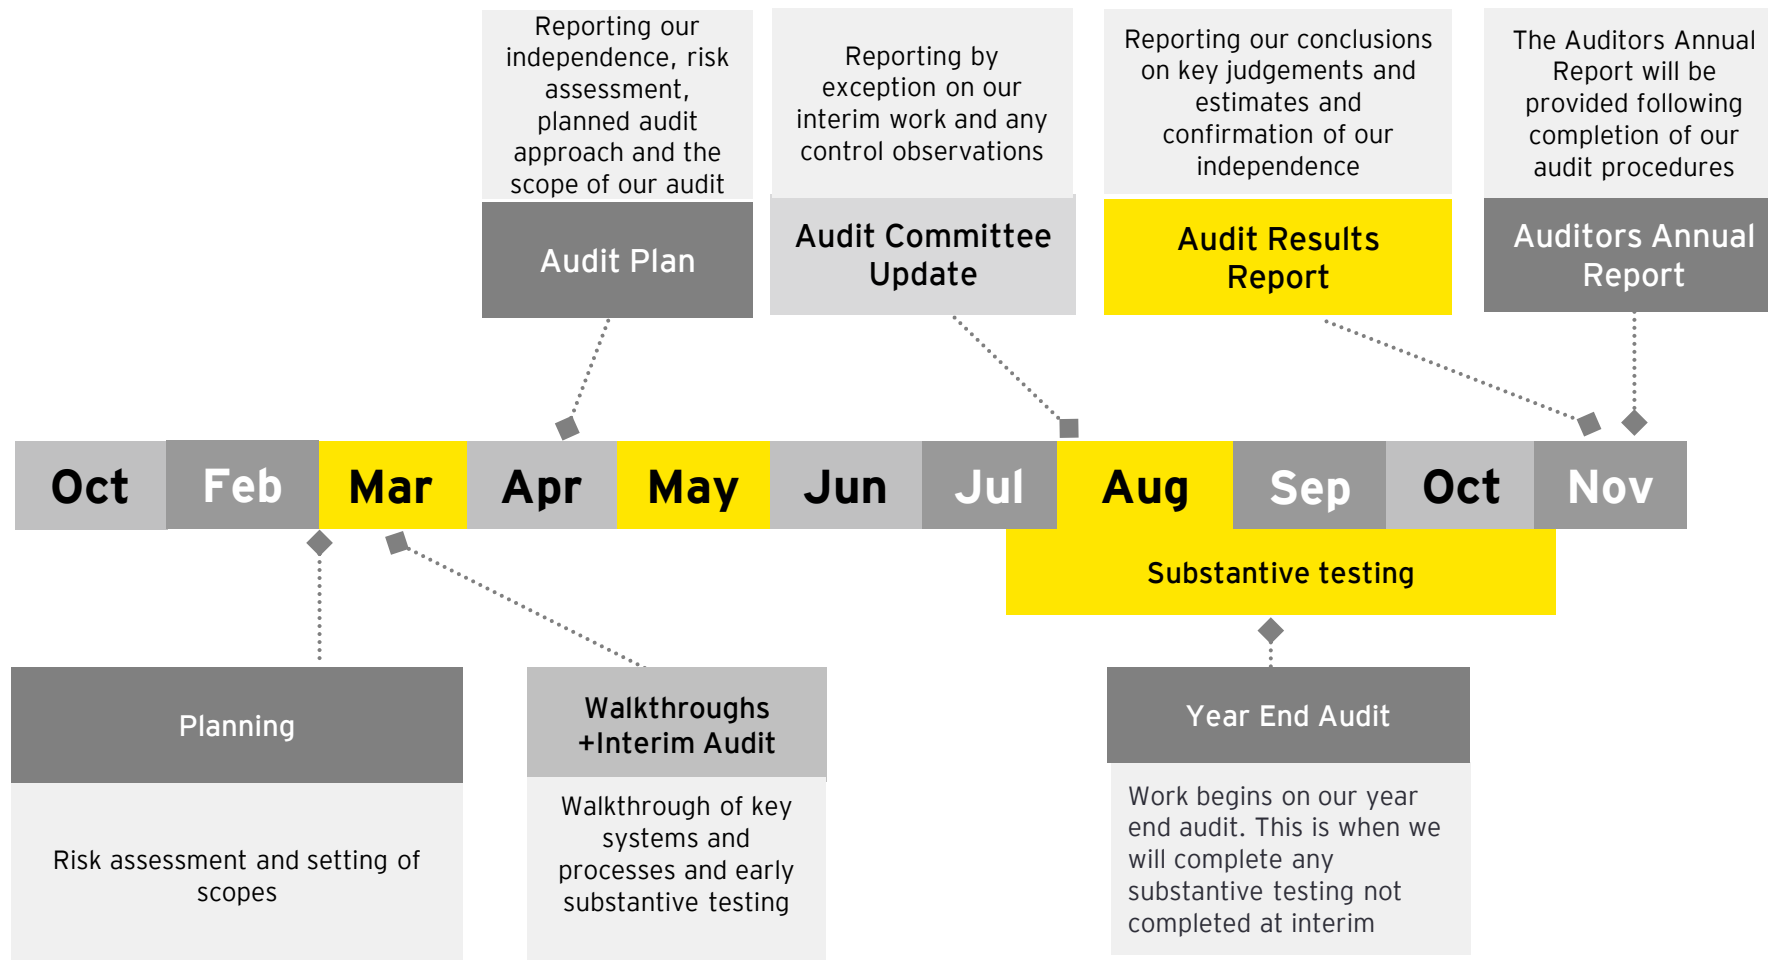 Reporting our
independence, risk
assessment,
planned audit
approach and the
scope of our audit
Audit Plan
Reporting by
exception on our
interim work and any
control observations
Audit Committee
Update
Reporting our conclusions
on key judgements and
estimates and
confirmation of our
independence
Audit Results
Report
The Auditors Annual
Report will be
provided following
completion of our
audit procedures
Auditors Annual
Report
Oct Feb Mar Apr May Jun Jul Aug Sep Oct Nov
Substantive testing
Planning
Risk assessment and setting of
scopes
Walkthroughs
+Interim Audit
Walkthrough of key
systems and
processes and early
substantive testing
Year End Audit
Work begins on our year
end audit. This is when we
will complete any
substantive testing not
completed at interim